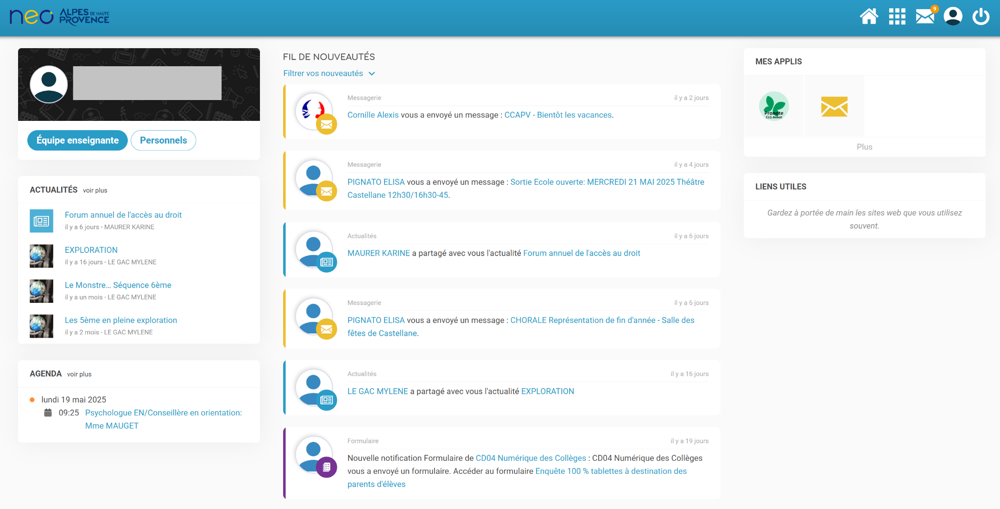 neo ALPES DE HAUTE
PROVENCE
9
Équipe enseignante
Personnels
ACTUALITÉS voir plus
Forum annuel de l'accès au droit
il y a 6 jours - MAURER KARINE
EXPLORATION
il y a 16 jours - LE GAC MYLENE
Le Monstre... Séquence 6ème
il y a un mois - LE GAC MYLENE
Les 5ème en pleine exploration
il y a 2 mois - LE GAC MYLENE
AGENDA voir plus
lundi 19 mai 2025
09:25 Psychologue EN/Conseillère en orientation:
Mme MAUGET
FIL DE NOUVEAUTÉS
Filtrer vos nouveautés
Messagerie il y a 2 jours
Cornille Alexis vous a envoyé un message : CCAPV - Bientôt les vacances.
Messagerie il y a 4 jours
PIGNATO ELISA vous a envoyé un message : Sortie Ecole ouverte: MERCREDI 21 MAI 2025 Théâtre
Castellane 12h30/16h30-45.
Actualités il y a 6 jours
MAURER KARINE a partagé avec vous l'actualité Forum annuel de l'accès au droit
Messagerie il y a 6 jours
PIGNATO ELISA vous a envoyé un message : CHORALE Représentation de fin d'année - Salle des
fêtes de Castellane.
Actualités il y a 16 jours
LE GAC MYLENE a partagé avec vous l'actualité EXPLORATION
Formulaire il y a 19 jours
Nouvelle notification Formulaire de CD04 Numérique des Collèges : CD04 Numérique des Collèges
vous a envoyé un formulaire. Accéder au formulaire Enquête 100 % tablettes à destination des
parents d'élèves
MES APPLIS
Pronote
CLG Annot
Plus
LIENS UTILES
Gardez à portée de main les sites web que vous utilisez
souvent.